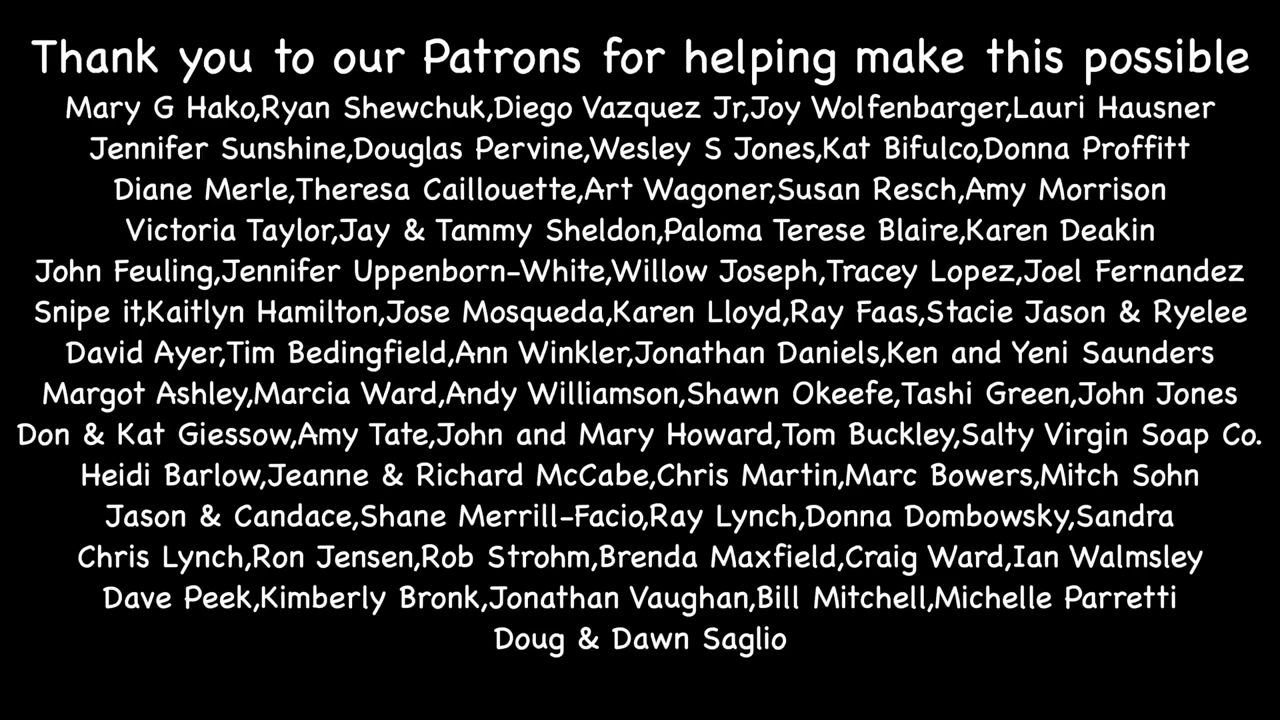 Thank you to our Patrons for helping make this possible
Mary G Hako,Ryan Shewchuk,Diego Vazquez Jr,Joy Wolfenbarger,Lauri Hausner
Jennifer Sunshine,Douglas Pervine,Wesley S Jones,Kat Bifulco,Donna Proffitt
Diane Merle,Theresa Caillouette,Art Wagoner,Susan Resch,Amy Morrison
Victoria Taylor,Jay & Tammy Sheldon,Paloma Terese Blaire,Karen Deakin
John Feuling,Jennifer Uppenborn-White,Willow Joseph,Tracey Lopez,Joel Fernandez
Snipe it,Kaitlyn Hamilton,Jose Mosqueda,Karen Lloyd,Ray Faas,Stacie Jason & Ryelee
David Ayer,Tim Bedingfield,Ann Winkler,Jonathan Daniels,Ken and Yeni Saunders
Margot Ashley,Marcia Ward,Andy Williamson,Shawn Okeefe,Tashi Green,John Jones
Don & Kat Giessow,Amy Tate,John and Mary Howard,Tom Buckley,Salty Virgin Soap Co.
Heidi Barlow,Jeanne & Richard McCabe,Chris Martin,Marc Bowers,Mitch Sohn
Jason & Candace,Shane Merrill-Facio,Ray Lynch,Donna Dombowsky,Sandra
Chris Lynch,Ron Jensen,Rob Strohm,Brenda Maxfield,Craig Ward,Ian Walmsley
Dave Peek,Kimberly Bronk,Jonathan Vaughan,Bill Mitchell,Michelle Parretti
Doug & Dawn Saglio